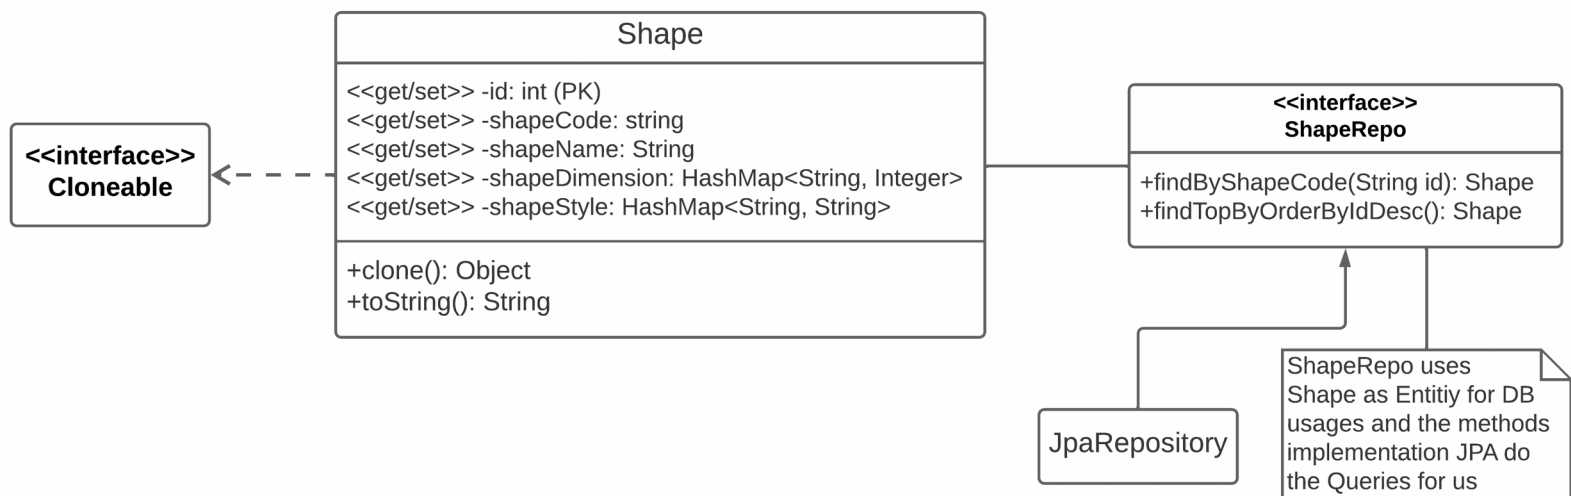 <<interface>>
Cloneable
Shape
<<get/set>> -id: int (PK)
<<get/set>> -shapeCode: string
<<get/set>> -shapeName: String
<<get/set>> -shapeDimension: HashMap<String, Integer>
<<get/set>> -shapeStyle: HashMap<String, String>
+clone(): Object
+toString(): String
<<interface>>
ShapeRepo
+findByShapeCode(String id): Shape
+findTopByOrderByIdDesc(): Shape
JpaRepository
ShapeRepo uses
Shape as Entitiy for DB
usages and the methods
implementation JPA do
the Queries for us